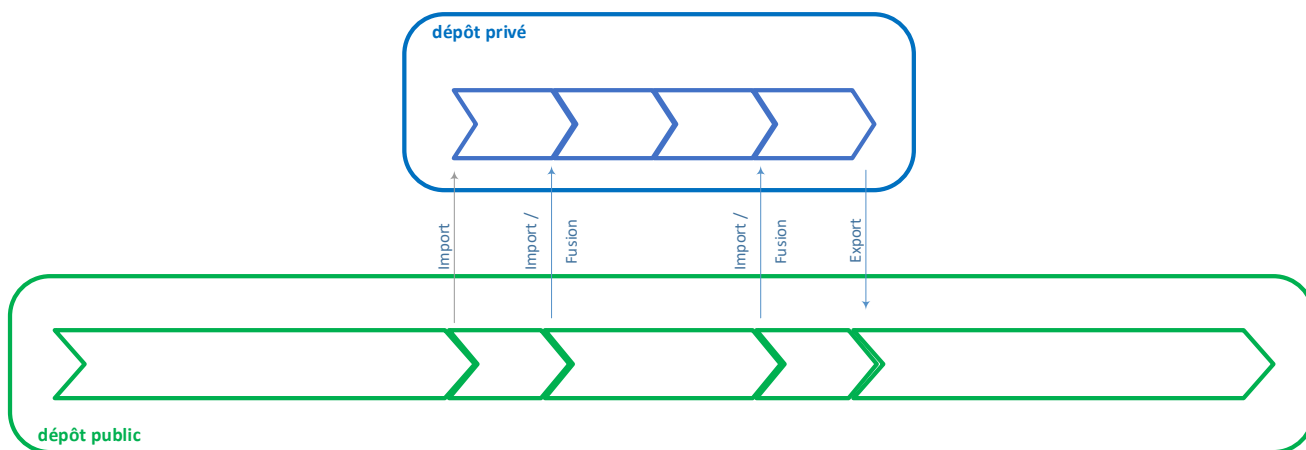 dépôt privé
Import
Import /
Fusion
Import /
Fusion
Export
dépôt public